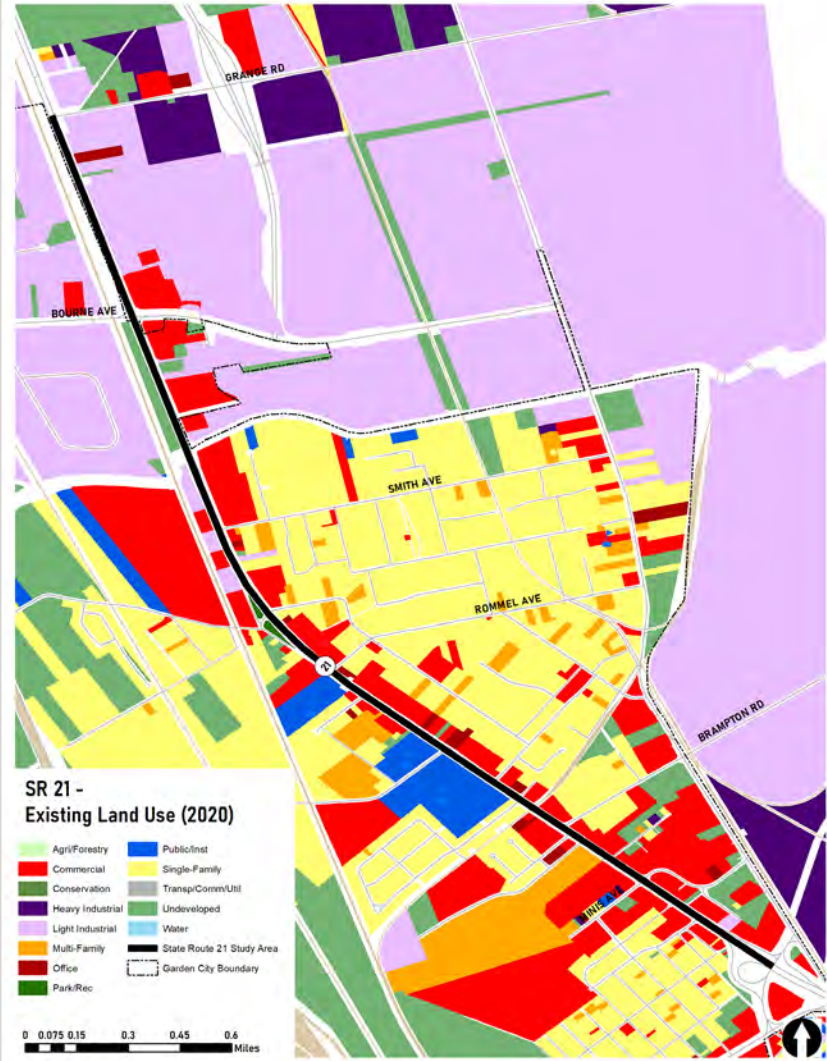 GRANGE RD
BOURNE AVE
SMITH AVE
ROMMEL AVE
21
BRAMPTON RD
MINIS AVE
SR 21 -
Existing Land Use (2020)
Agri/Forestry
Commercial
Conservation
Heavy Industrial
Light Industrial
Multi-Family
Office
Park/Rec
Public/Inst
Single-Family
Transp/Comm/Util
Undeveloped
Water
State Route 21 Study Area
Garden City Boundary
0 0.075 0.15 0.3 0.45 0.6
Miles